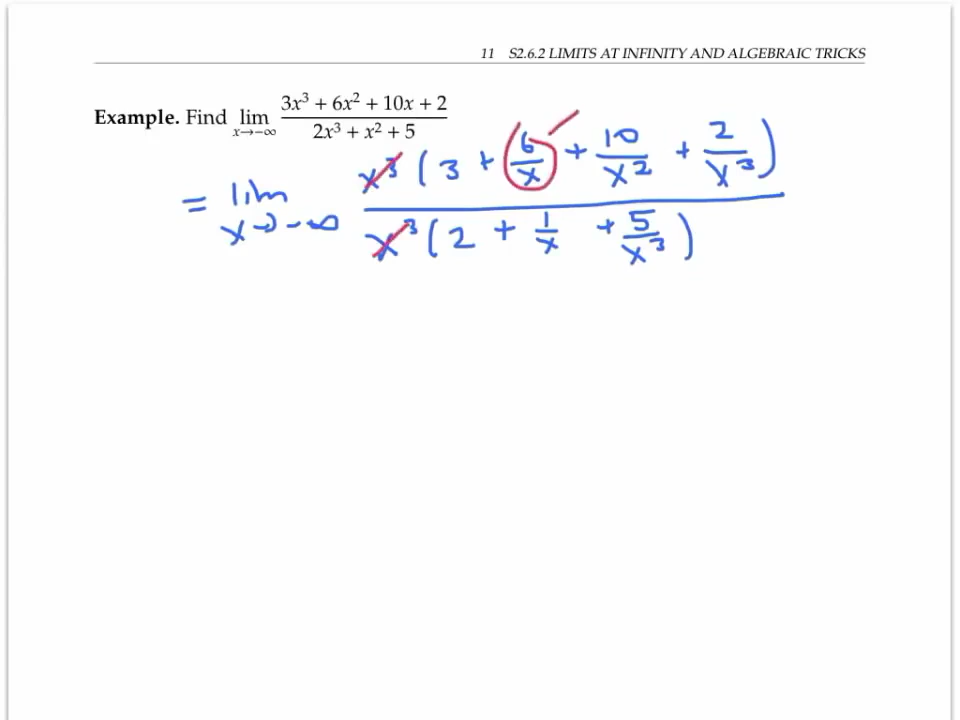 11 S2.6.2 LIMITS AT INFINITY AND ALGEBRAIC TRICKS
Example. Find lim x→−∞ (3x³ + 6x² + 10x + 2) / (2x³ + x² + 5)
= lim x→−∞ x³(3 + 6/x + 10/x² + 2/x³) / x³(2 + 1/x + 5/x³)